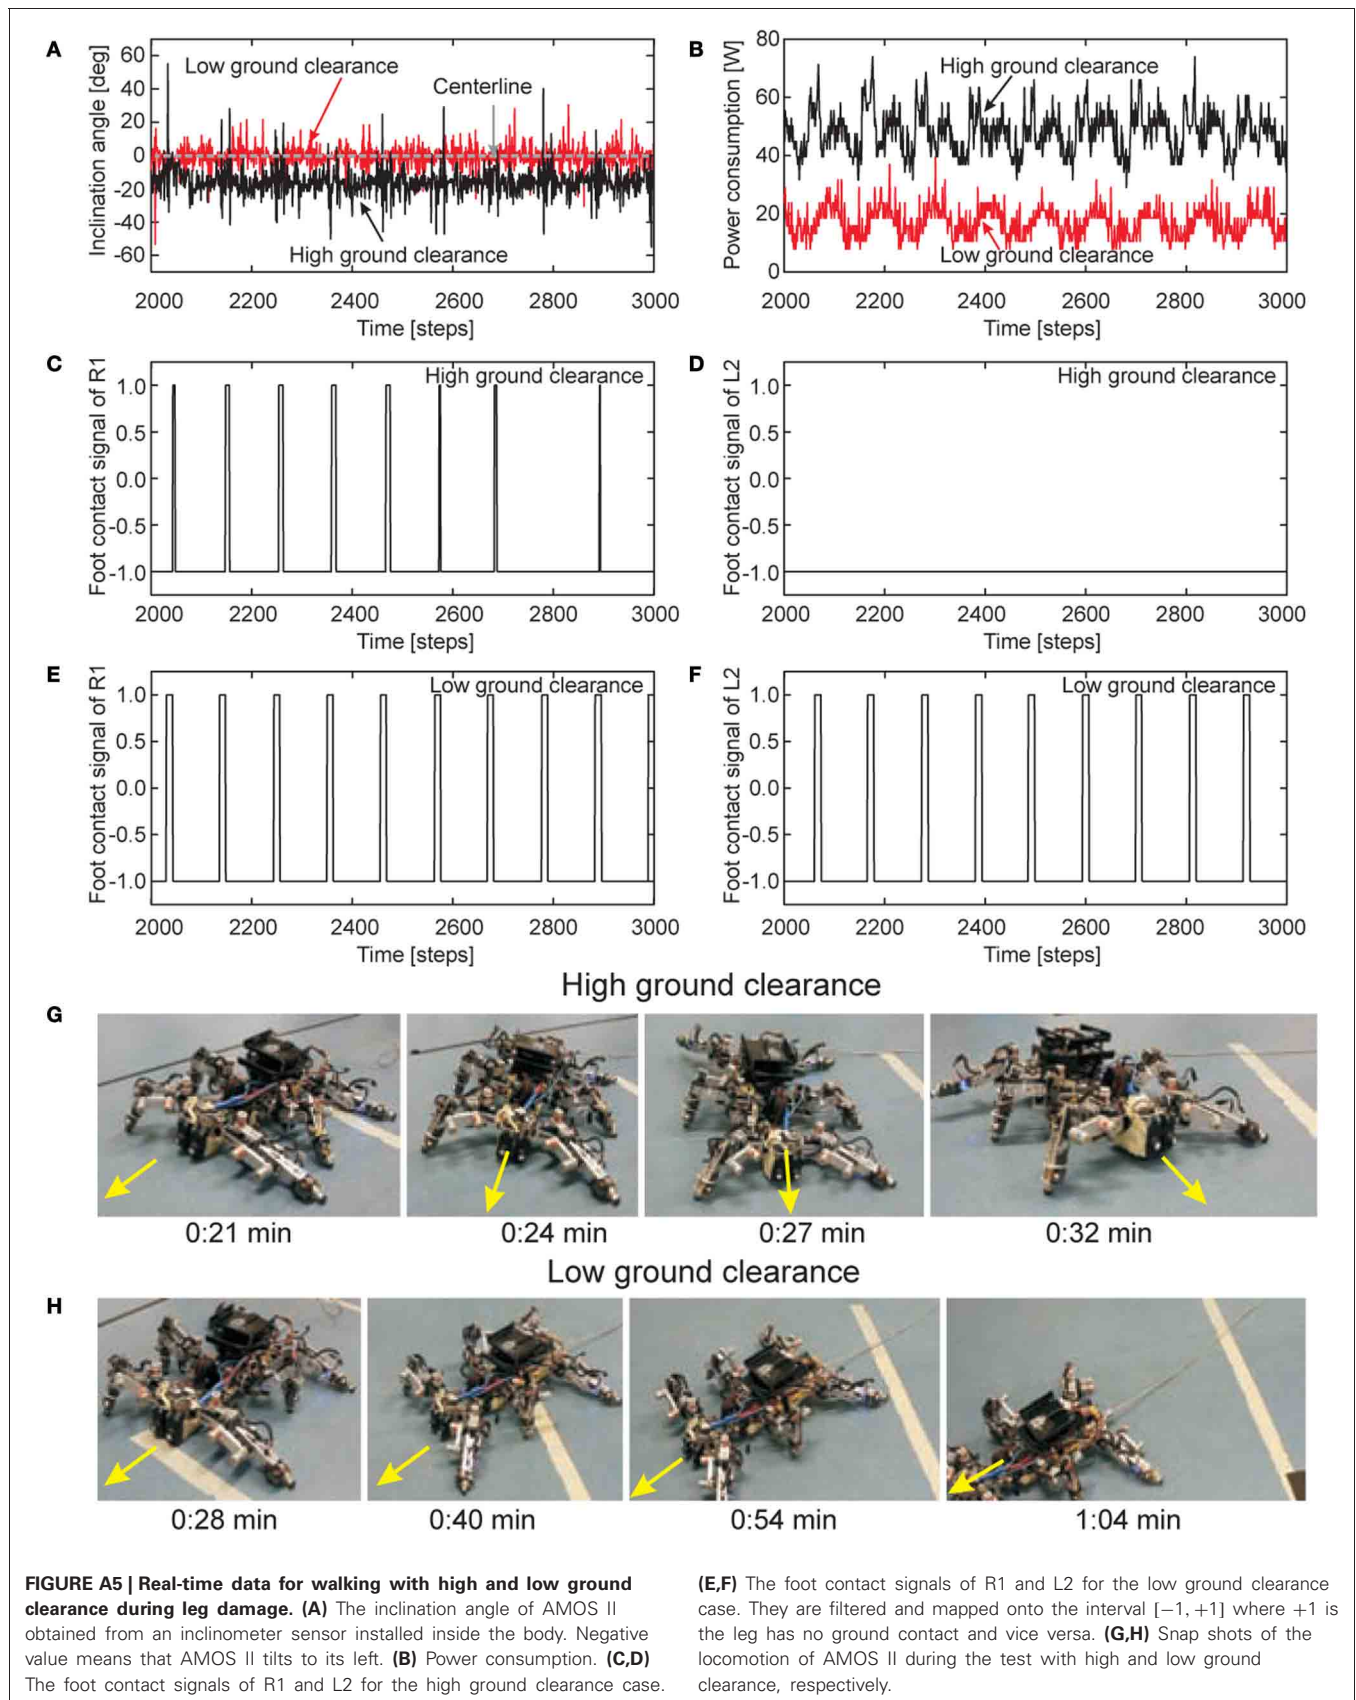 A
Inclination angle [deg]
60
40
20
0
-20
-40
-60
Low ground clearance
Centerline
High ground clearance
2000 2200 2400 2600 2800 3000
Time [steps]
B
Power consumption [W]
80
60
40
20
0
High ground clearance
Low ground clearance
2000 2200 2400 2600 2800 3000
Time [steps]
C
Foot contact signal of R1
High ground clearance
1.0
0.5
0.0
-0.5
-1.0
2000 2200 2400 2600 2800 3000
Time [steps]
D
Foot contact signal of L2
High ground clearance
1.0
0.5
0.0
-0.5
-1.0
2000 2200 2400 2600 2800 3000
Time [steps]
E
Foot contact signal of R1
Low ground clearance
1.0
0.5
0.0
-0.5
-1.0
2000 2200 2400 2600 2800 3000
Time [steps]
F
Foot contact signal of L2
Low ground clearance
1.0
0.5
0.0
-0.5
-1.0
2000 2200 2400 2600 2800 3000
Time [steps]
High ground clearance
G
0:21 min 0:24 min 0:27 min 0:32 min
Low ground clearance
H
0:28 min 0:40 min 0:54 min 1:04 min
FIGURE A5 | Real-time data for walking with high and low ground
clearance during leg damage. (A) The inclination angle of AMOS II
obtained from an inclinometer sensor installed inside the body. Negative
value means that AMOS II tilts to its left. (B) Power consumption. (C,D)
The foot contact signals of R1 and L2 for the high ground clearance case.
(E,F) The foot contact signals of R1 and L2 for the low ground clearance
case. They are filtered and mapped onto the interval [−1, +1] where +1 is
the leg has no ground contact and vice versa. (G,H) Snap shots of the
locomotion of AMOS II during the test with high and low ground
clearance, respectively.